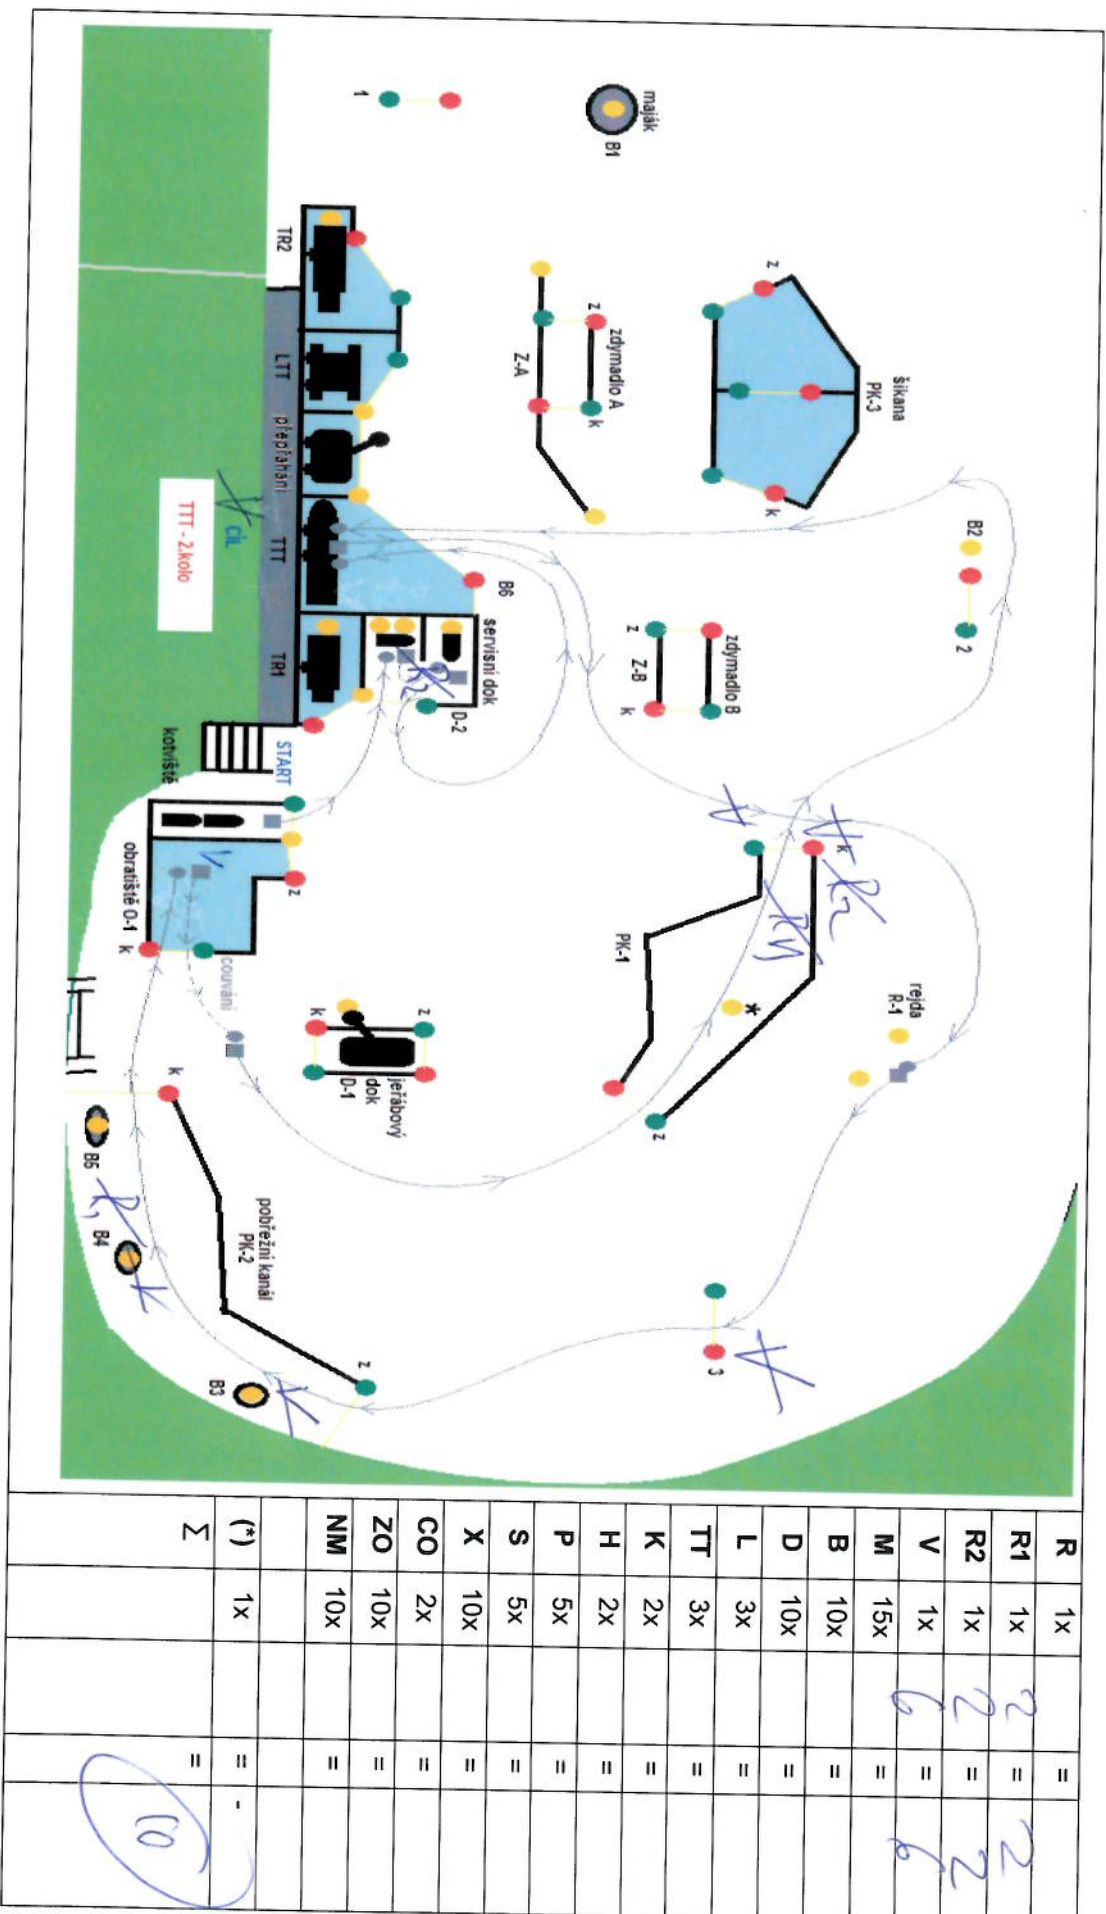 šikana
PK-3
z
k
B2
2
maják
B1
zdymadlo A
z
k
Z-A
zdymadlo B
z
Z-B
k
V
V
k
R2
PK-1
*
z
rejda
R-1
3
V
1
B6
servisní dok
R2
D-2
z
jeřábový
dok
D-1
z
k
TR2
LTT
přepřahání
TTT
TR1
START
CÍL
V
TTT - 2.kolo
kotviště
z
V
obratiště O-1
k
couvání
k
pobřežní kanál
PK-2
z
V
B3
B4
V
B5
R1
R 1x =
R1 1x 2 = 2
R2 1x 2 = 2
V 1x 6 = 6
M 15x =
B 10x =
D 10x =
L 3x =
TT 3x =
K 2x =
H 2x =
P 5x =
S 5x =
X 10x =
CO 2x =
ZO 10x =
NM 10x =
(*) 1x = -
Σ = 10